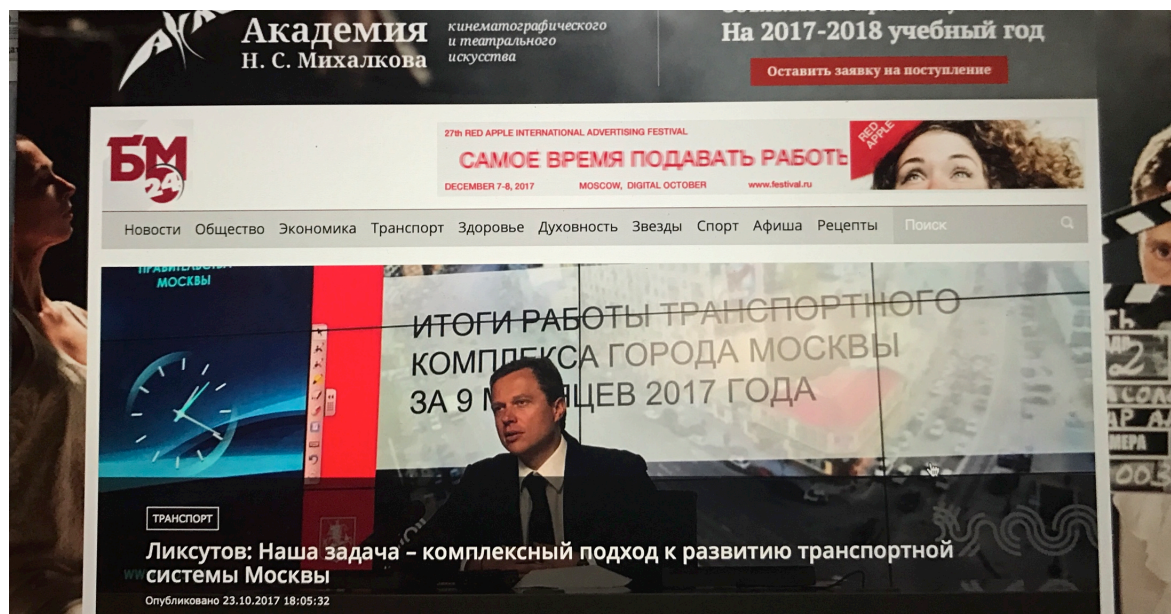 Академия
Н. С. Михалкова
кинематографического
и театрального
искусства
На 2017-2018 учебный год
Оставить заявку на поступление
БМ
24
27th RED APPLE INTERNATIONAL ADVERTISING FESTIVAL
САМОЕ ВРЕМЯ ПОДАВАТЬ РАБОТЬ
DECEMBER 7-8, 2017 MOSCOW, DIGITAL OCTOBER www.festival.ru
RED
APPLE
Новости Общество Экономика Транспорт Здоровье Духовность Звезды Спорт Афиша Рецепты Поиск
ПРАВИТЕЛЬСТВА
МОСКВЫ
ИТОГИ РАБОТЫ ТРАНСПОРТНОГО
КОМПЛЕКСА ГОРОДА МОСКВЫ
ЗА 9 М ЯЦЕВ 2017 ГОДА
ТРАНСПОРТ
Ликсутов: Наша задача – комплексный подход к развитию транспортной
системы Москвы
Опубликовано 23.10.2017 18:05:32